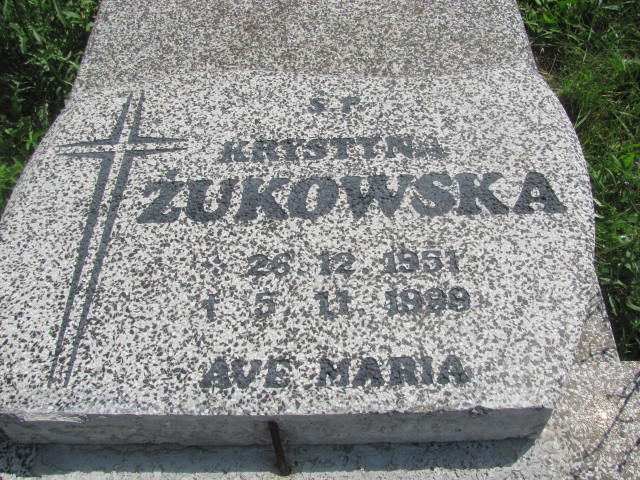 Ś.P.
KRYSTYNA
ŻUKOWSKA
* 26.12.1951
† 5.11.1999
AVE MARIA